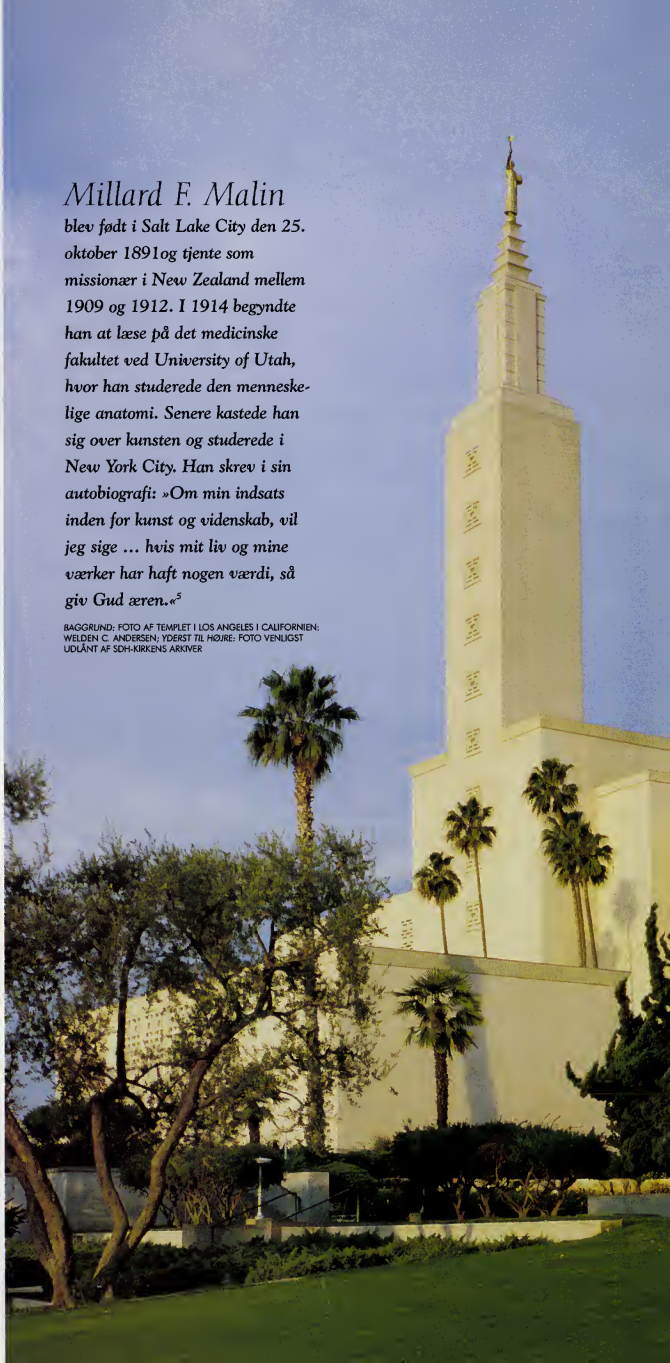 Millard F. Malin
blev født i Salt Lake City den 25.
oktober 1891og tjente som
missionær i New Zealand mellem
1909 og 1912. I 1914 begyndte
han at læse på det medicinske
fakultet ved University of Utah,
hvor han studerede den menneske-
lige anatomi. Senere kastede han
sig over kunsten og studerede i
New York City. Han skrev i sin
autobiografi: »Om min indsats
inden for kunst og videnskab, vil
jeg sige ... hvis mit liv og mine
værker har haft nogen værdi, så
giv Gud æren.«5
BAGGRUND: FOTO AF TEMPLET I LOS ANGELES I CALIFORNIEN:
WELDEN C. ANDERSEN; YDERST TIL HØJRE: FOTO VENLIGST
UDLÅNT AF SDH-KIRKENS ARKIVER